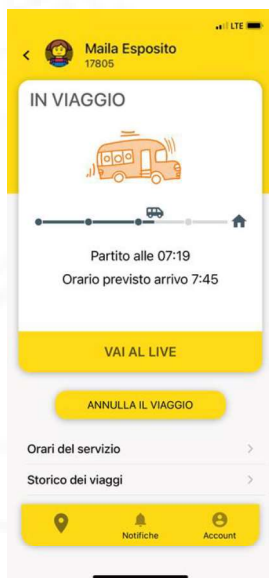 LTE
Maila Esposito
17805
IN VIAGGIO
Partito alle 07:19
Orario previsto arrivo 7:45
VAI AL LIVE
ANNULLA IL VIAGGIO
Orari del servizio
Storico dei viaggi
Notifiche
Account